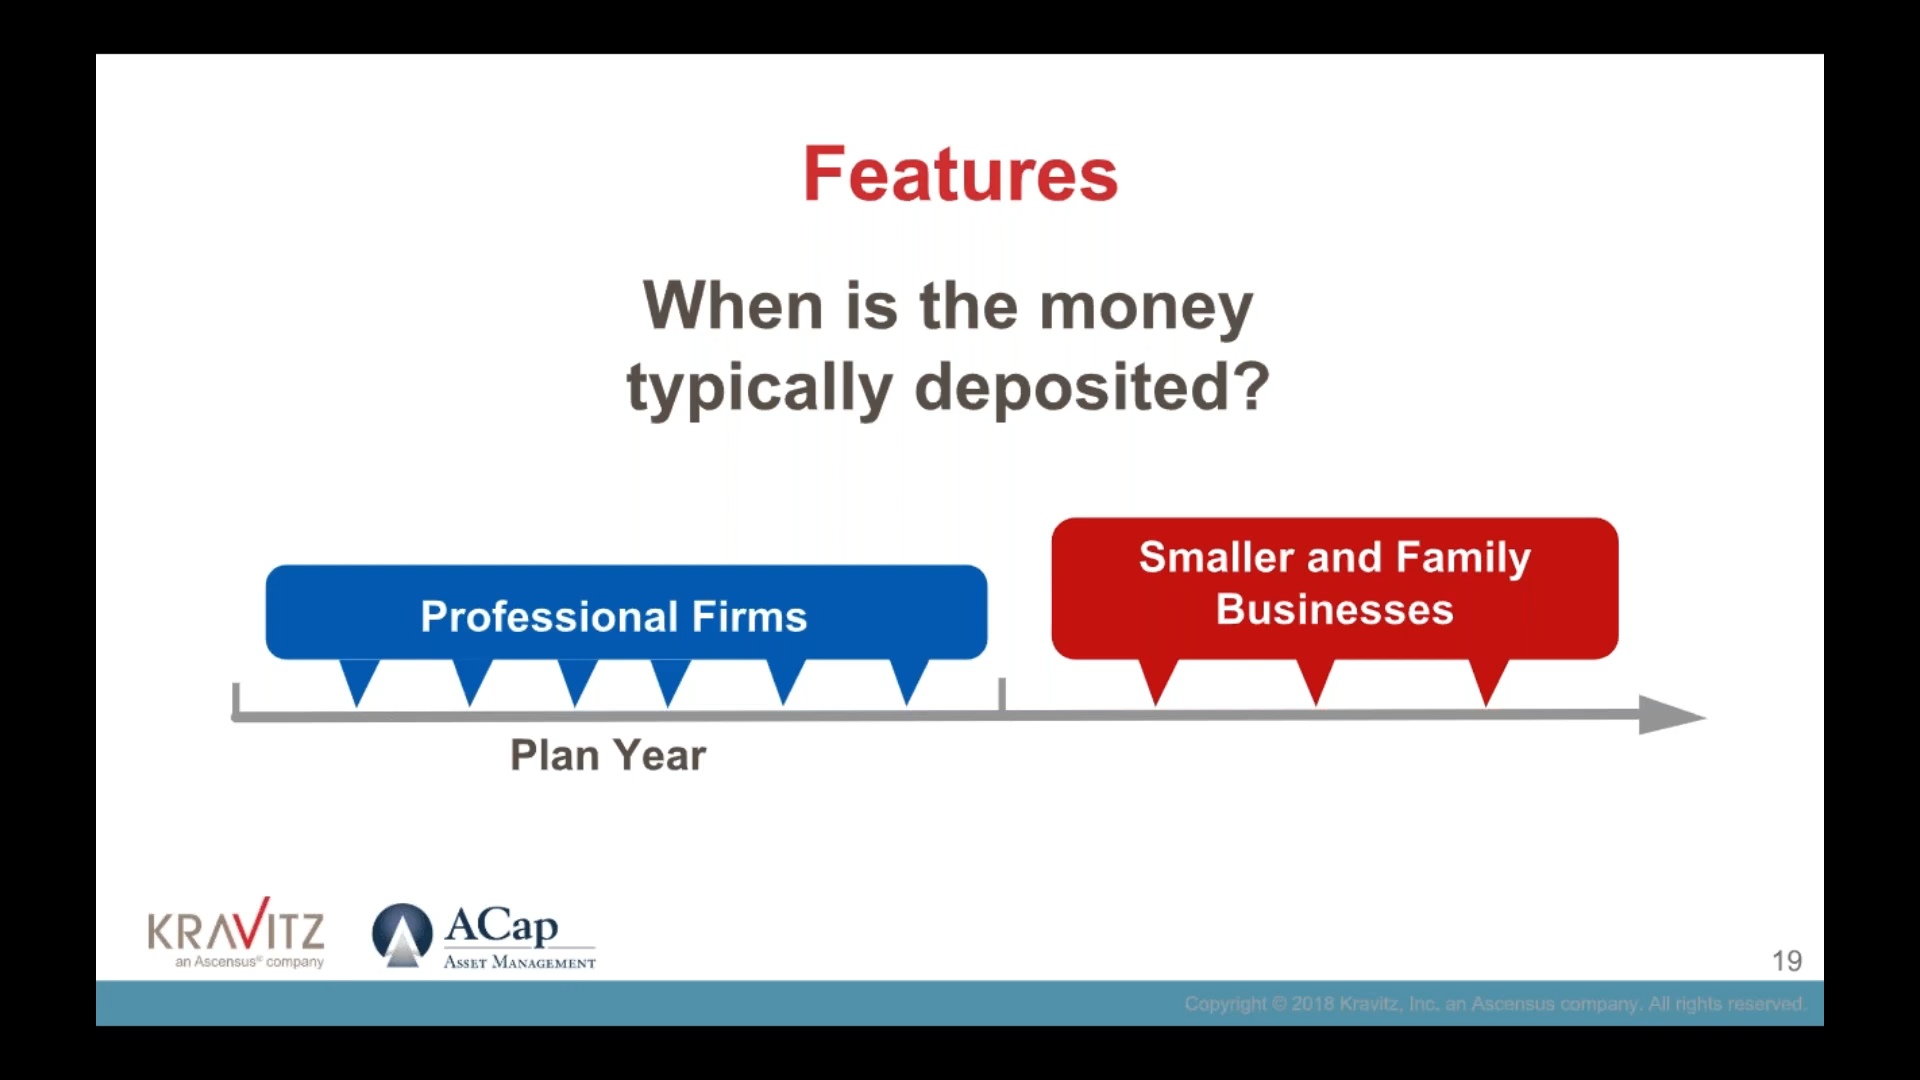 Features
When is the money
typically deposited?
Smaller and Family
Businesses
Professional Firms
Plan Year
KRAVITZ
an Ascensus® company
ACap
ASSET MANAGEMENT
19
Copyright © 2018 Kravitz, Inc. an Ascensus company. All rights reserved.